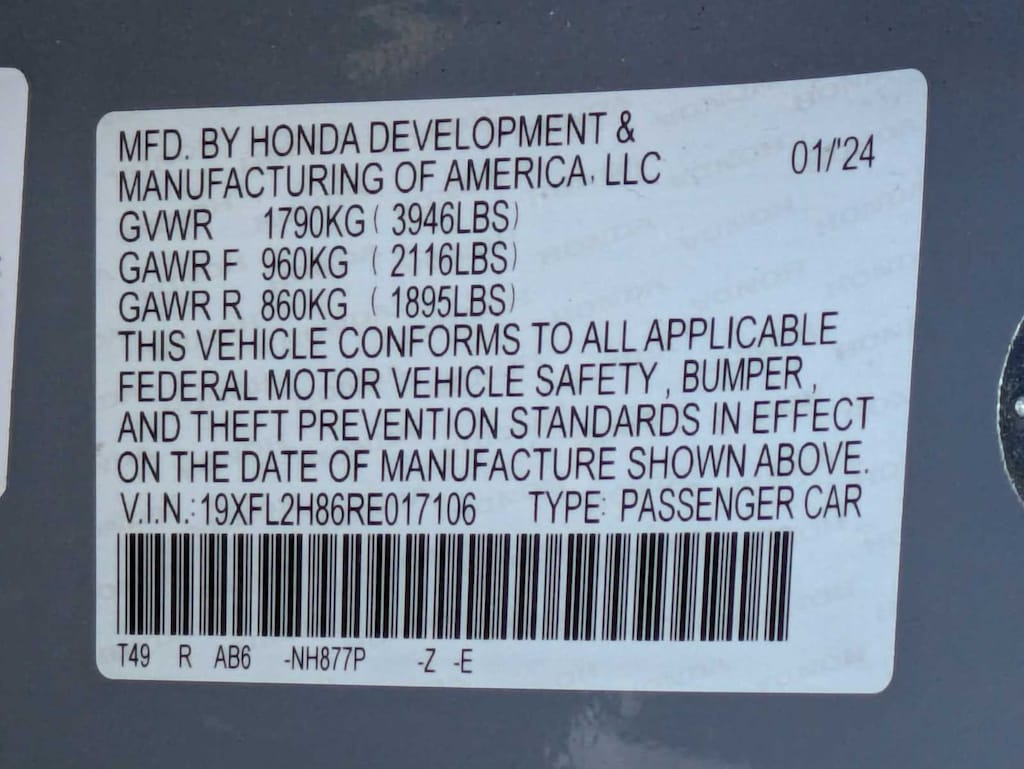 MFD. BY HONDA DEVELOPMENT &
MANUFACTURING OF AMERICA, LLC 01/'24
GVWR 1790KG ( 3946LBS)
GAWR F 960KG ( 2116LBS)
GAWR R 860KG ( 1895LBS)
THIS VEHICLE CONFORMS TO ALL APPLICABLE
FEDERAL MOTOR VEHICLE SAFETY , BUMPER ,
AND THEFT PREVENTION STANDARDS IN EFFECT
ON THE DATE OF MANUFACTURE SHOWN ABOVE.
V.I.N.: 19XFL2H86RE017106 TYPE: PASSENGER CAR
T49 R AB6 -NH877P -Z -E